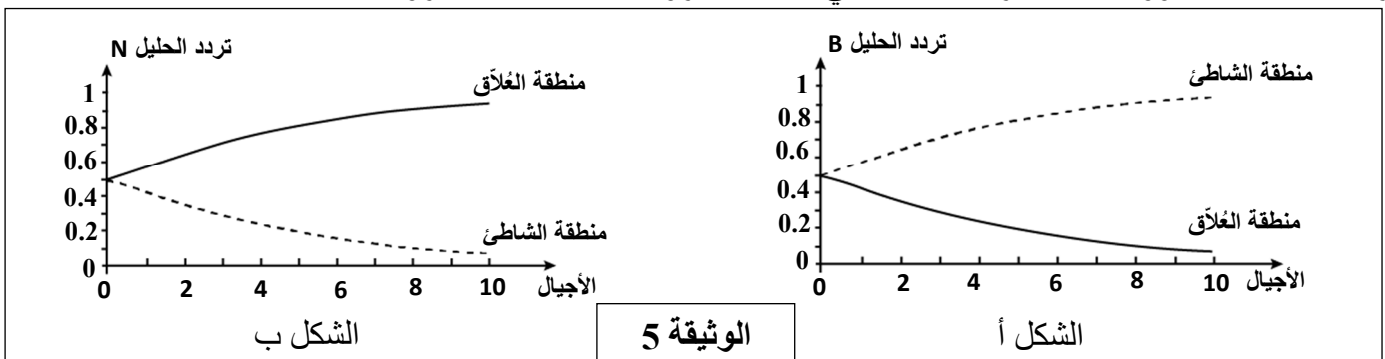 تردد الحليل B
منطقة الشاطئ
1
0.8
0.6
0.4
0.2
0
منطقة العُلاّق
0 2 4 6 8 10 الأجيال
الشكل أ
تردد الحليل N
منطقة العُلاّق
1
0.8
0.6
0.4
0.2
0
منطقة الشاطئ
0 2 4 6 8 10 الأجيال
الشكل ب
الوثيقة 5